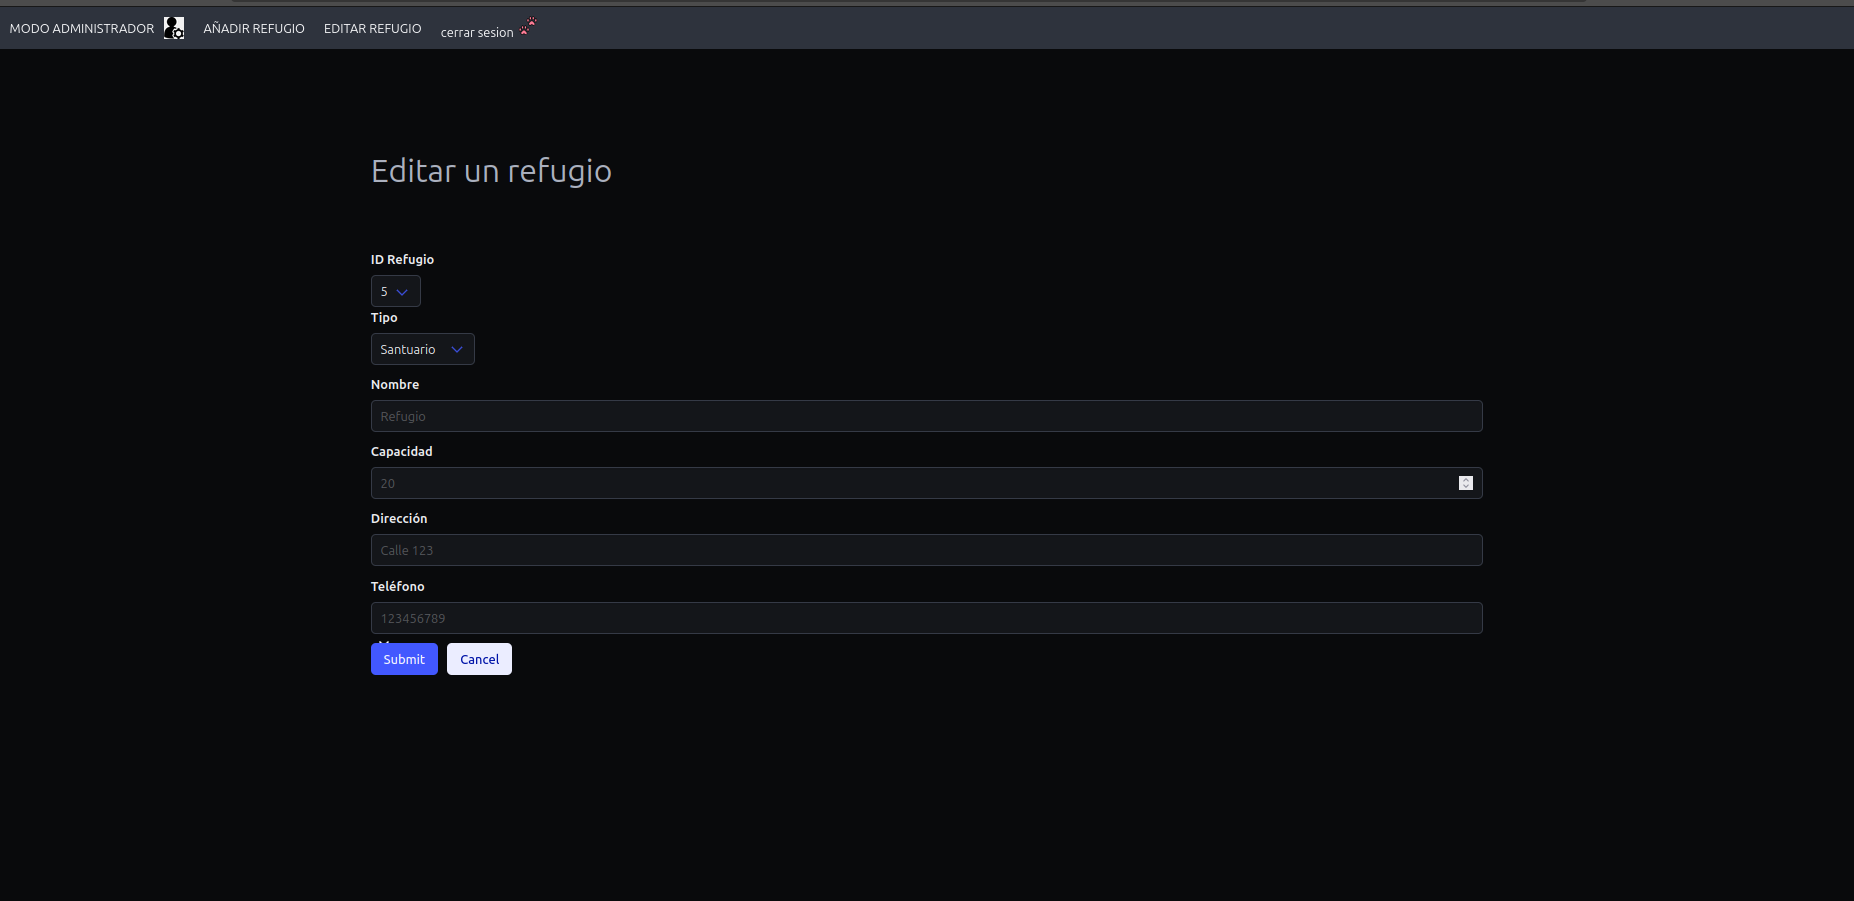 MODO ADMINISTRADOR AÑADIR REFUGIO EDITAR REFUGIO cerrar sesion
Editar un refugio
ID Refugio
5
Tipo
Santuario
Nombre
Refugio
Capacidad
20
Dirección
Calle 123
Teléfono
123456789
Submit Cancel